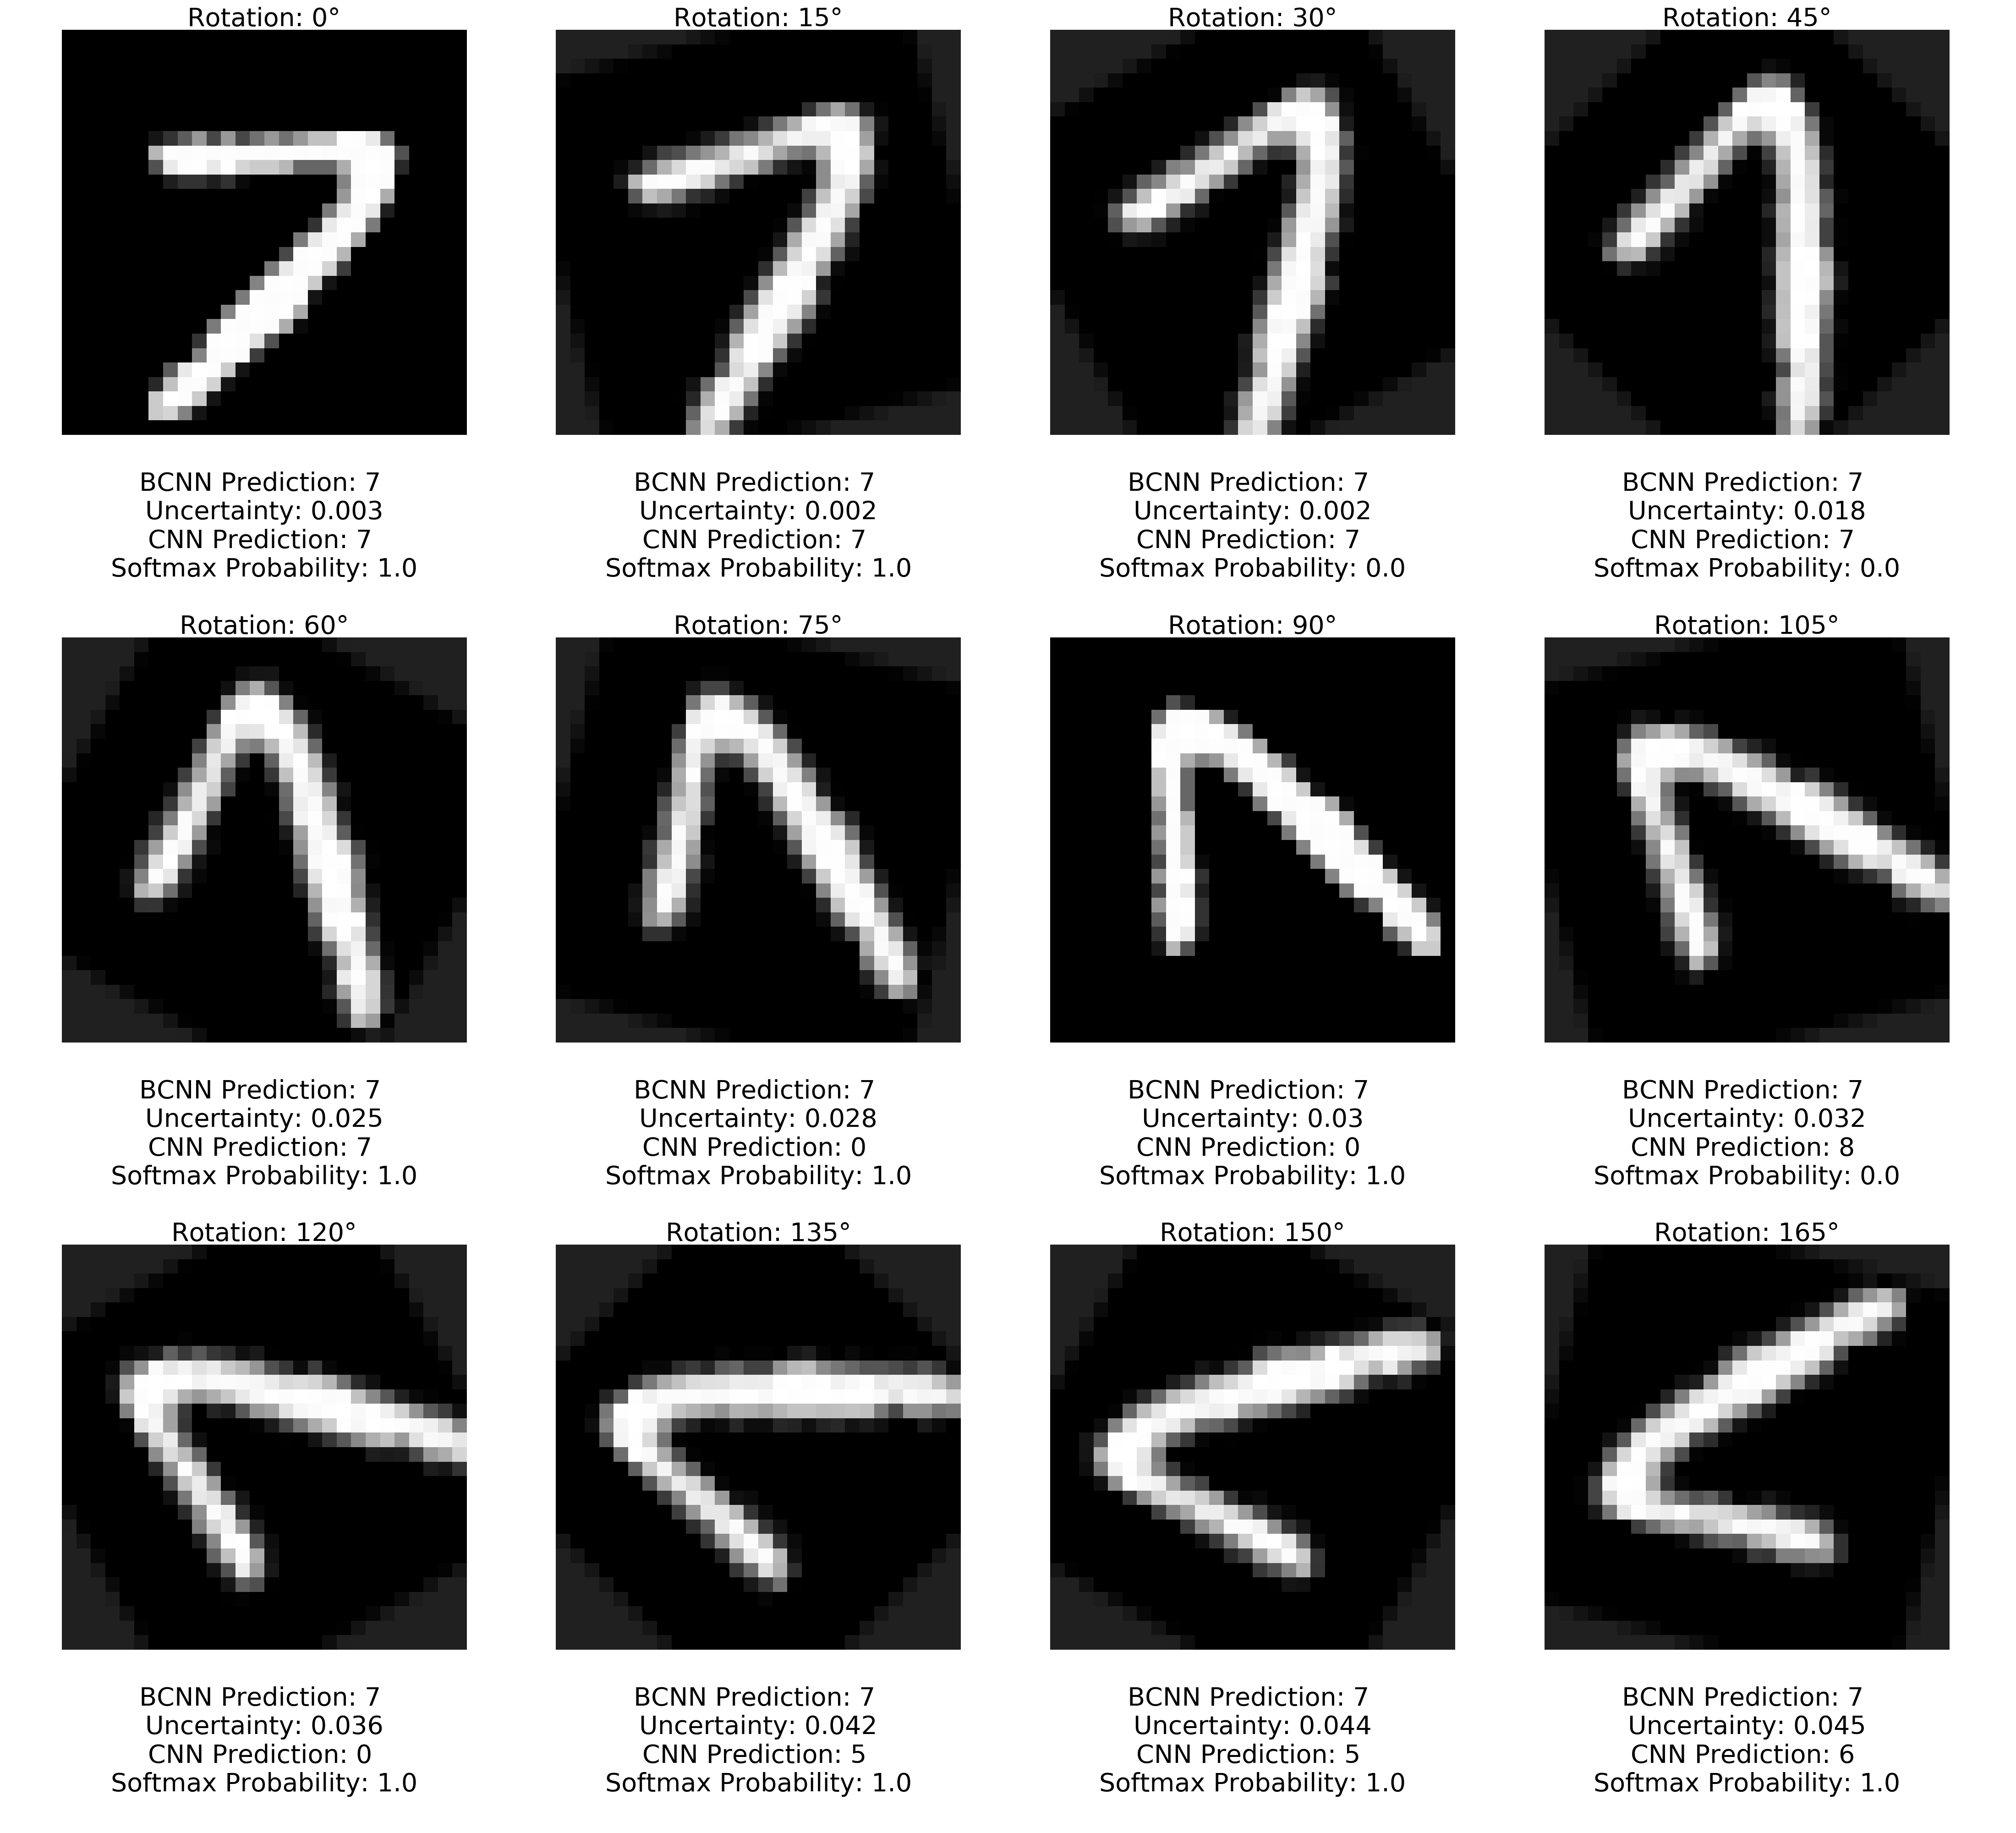 Rotation: 0°
BCNN Prediction: 7
Uncertainty: 0.003
CNN Prediction: 7
Softmax Probability: 1.0
Rotation: 15°
BCNN Prediction: 7
Uncertainty: 0.002
CNN Prediction: 7
Softmax Probability: 1.0
Rotation: 30°
BCNN Prediction: 7
Uncertainty: 0.002
CNN Prediction: 7
Softmax Probability: 0.0
Rotation: 45°
BCNN Prediction: 7
Uncertainty: 0.018
CNN Prediction: 7
Softmax Probability: 0.0
Rotation: 60°
BCNN Prediction: 7
Uncertainty: 0.025
CNN Prediction: 7
Softmax Probability: 1.0
Rotation: 75°
BCNN Prediction: 7
Uncertainty: 0.028
CNN Prediction: 0
Softmax Probability: 1.0
Rotation: 90°
BCNN Prediction: 7
Uncertainty: 0.03
CNN Prediction: 0
Softmax Probability: 1.0
Rotation: 105°
BCNN Prediction: 7
Uncertainty: 0.032
CNN Prediction: 8
Softmax Probability: 0.0
Rotation: 120°
BCNN Prediction: 7
Uncertainty: 0.036
CNN Prediction: 0
Softmax Probability: 1.0
Rotation: 135°
BCNN Prediction: 7
Uncertainty: 0.042
CNN Prediction: 5
Softmax Probability: 1.0
Rotation: 150°
BCNN Prediction: 7
Uncertainty: 0.044
CNN Prediction: 5
Softmax Probability: 1.0
Rotation: 165°
BCNN Prediction: 7
Uncertainty: 0.045
CNN Prediction: 6
Softmax Probability: 1.0